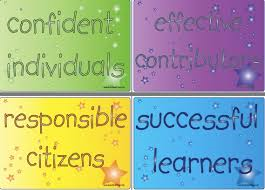 confident
individuals
effective
contributors
responsible
citizens
successful
learners